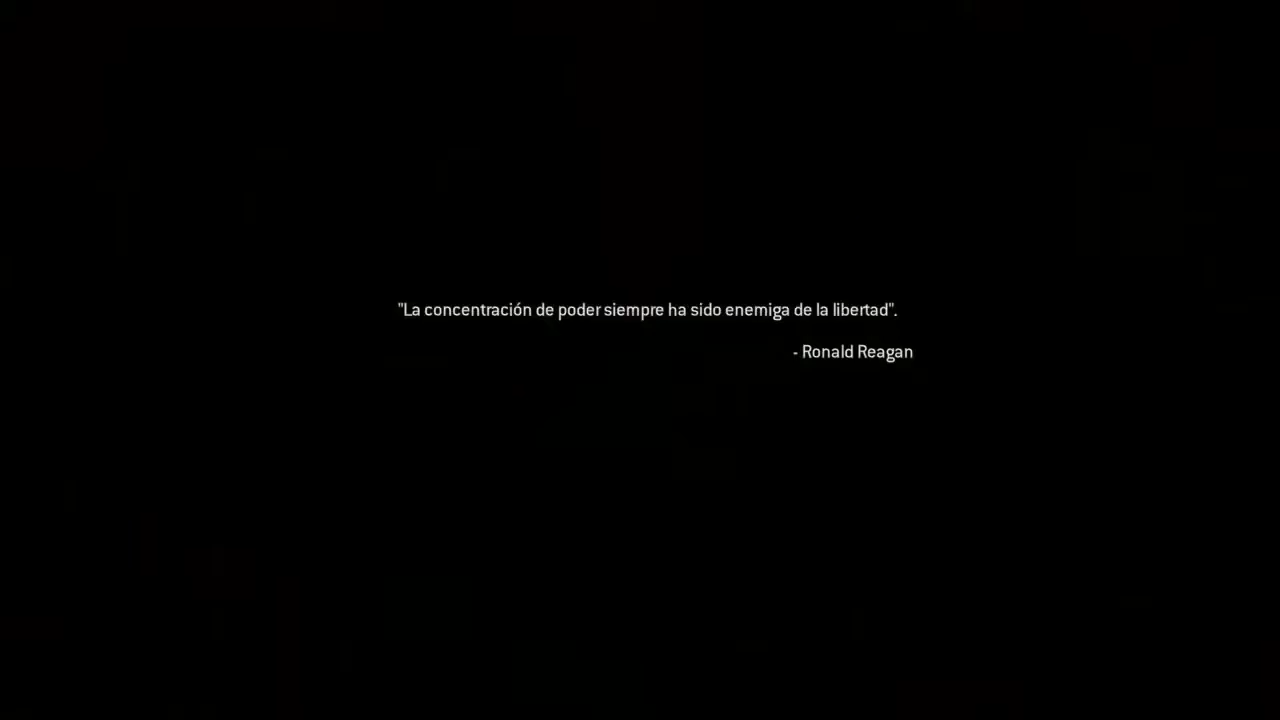 "La concentración de poder siempre ha sido enemiga de la libertad".
- Ronald Reagan